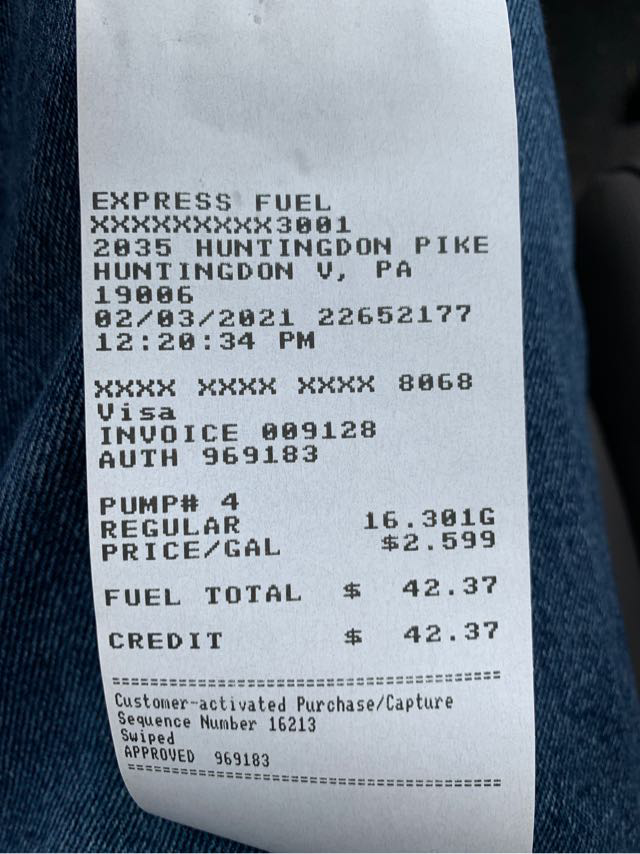 EXPRESS FUEL
XXXXXXXXX3001
2035 HUNTINGDON PIKE
HUNTINGDON V, PA
19006
02/03/2021 22652177
12:20:34 PM
XXXX XXXX XXXX 8068
Visa
INVOICE 009128
AUTH 969183
PUMP# 4
REGULAR 16.301G
PRICE/GAL $2.599
FUEL TOTAL $ 42.37
CREDIT $ 42.37
Customer-activated Purchase/Capture
Sequence Number 16213
Swiped
APPROVED 969183